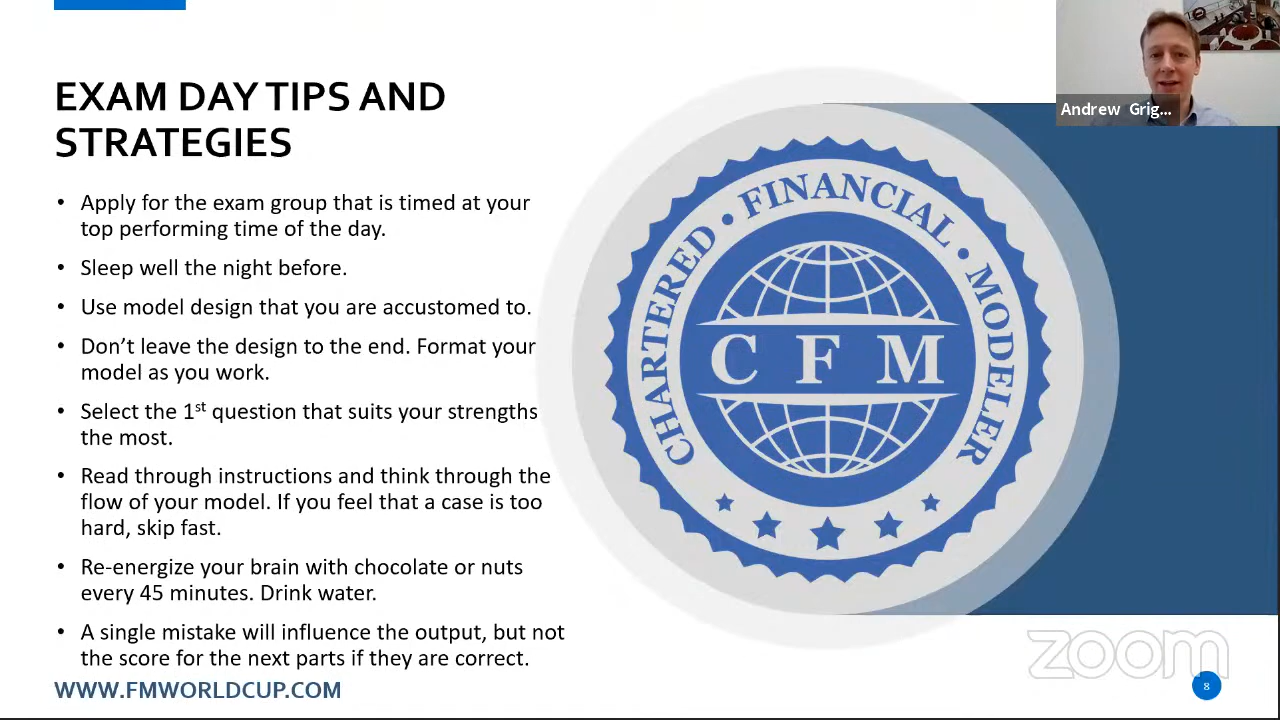 EXAM DAY TIPS AND
STRATEGIES
• Apply for the exam group that is timed at your
top performing time of the day.
• Sleep well the night before.
• Use model design that you are accustomed to.
• Don’t leave the design to the end. Format your
model as you work.
• Select the 1st question that suits your strengths
the most.
• Read through instructions and think through the
flow of your model. If you feel that a case is too
hard, skip fast.
• Re-energize your brain with chocolate or nuts
every 45 minutes. Drink water.
• A single mistake will influence the output, but not
the score for the next parts if they are correct.
WWW.FMWORLDCUP.COM
CHARTERED • FINANCIAL • MODELER
C F M
Andrew Grig...
zoom
8